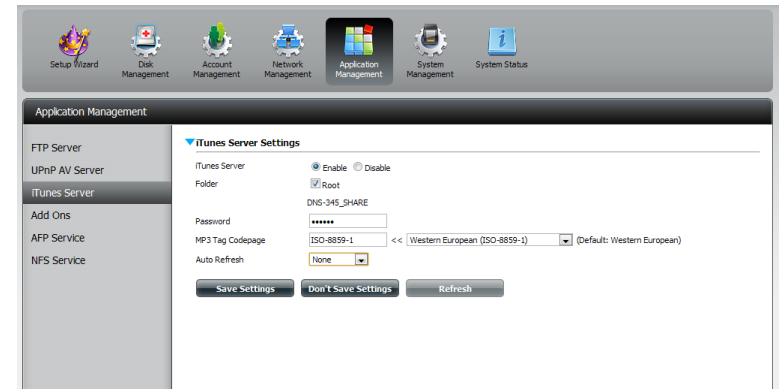 Setup Wizard
Disk Management
Account Management
Network Management
Application Management
System Management
System Status
Application Management
FTP Server
UPnP AV Server
iTunes Server
Add Ons
AFP Service
NFS Service
iTunes Server Settings
iTunes Server Enable Disable
Folder Root
DNS-345_SHARE
Password ••••••
MP3 Tag Codepage ISO-8859-1 << Western European (ISO-8859-1) (Default: Western European)
Auto Refresh None
Save Settings Don't Save Settings Refresh